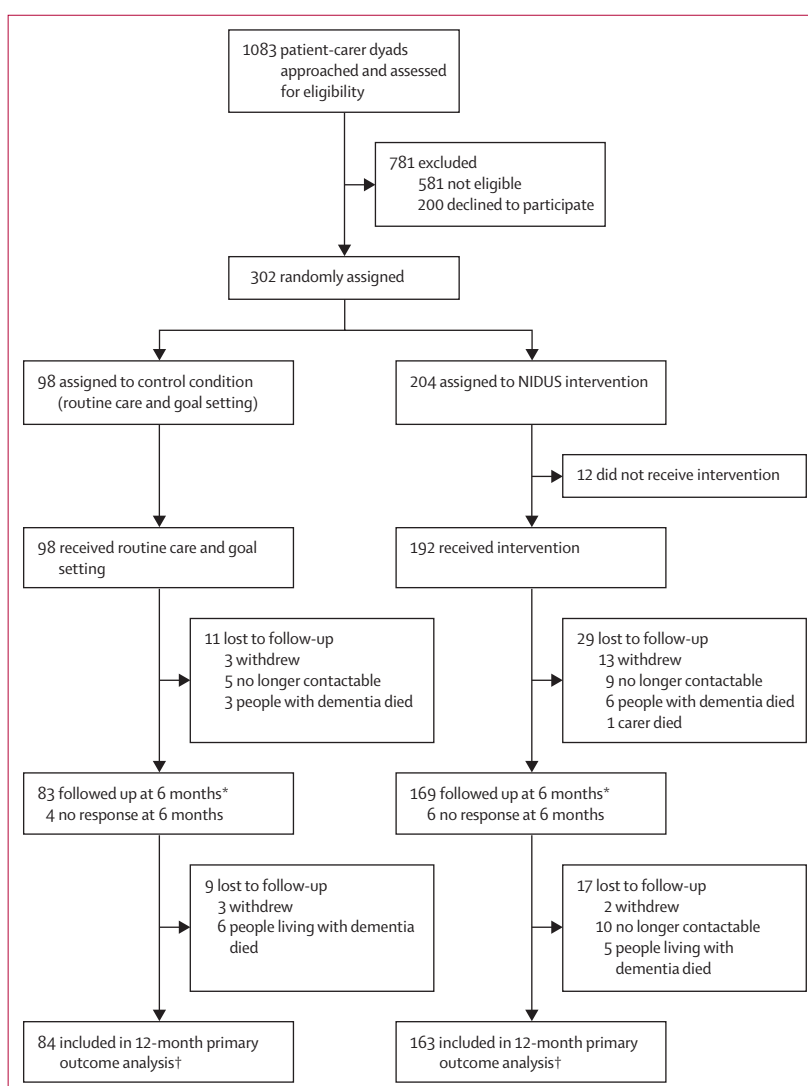 1083 patient-carer dyads
approached and assessed
for eligibility
781 excluded
581 not eligible
200 declined to participate
302 randomly assigned
98 assigned to control condition
(routine care and goal setting)
204 assigned to NIDUS intervention
12 did not receive intervention
98 received routine care and goal
setting
192 received intervention
11 lost to follow-up
3 withdrew
5 no longer contactable
3 people with dementia died
29 lost to follow-up
13 withdrew
9 no longer contactable
6 people with dementia died
1 carer died
83 followed up at 6 months*
4 no response at 6 months
169 followed up at 6 months*
6 no response at 6 months
9 lost to follow-up
3 withdrew
6 people living with dementia
died
17 lost to follow-up
2 withdrew
10 no longer contactable
5 people living with
dementia died
84 included in 12-month primary
outcome analysis†
163 included in 12-month primary
outcome analysis†